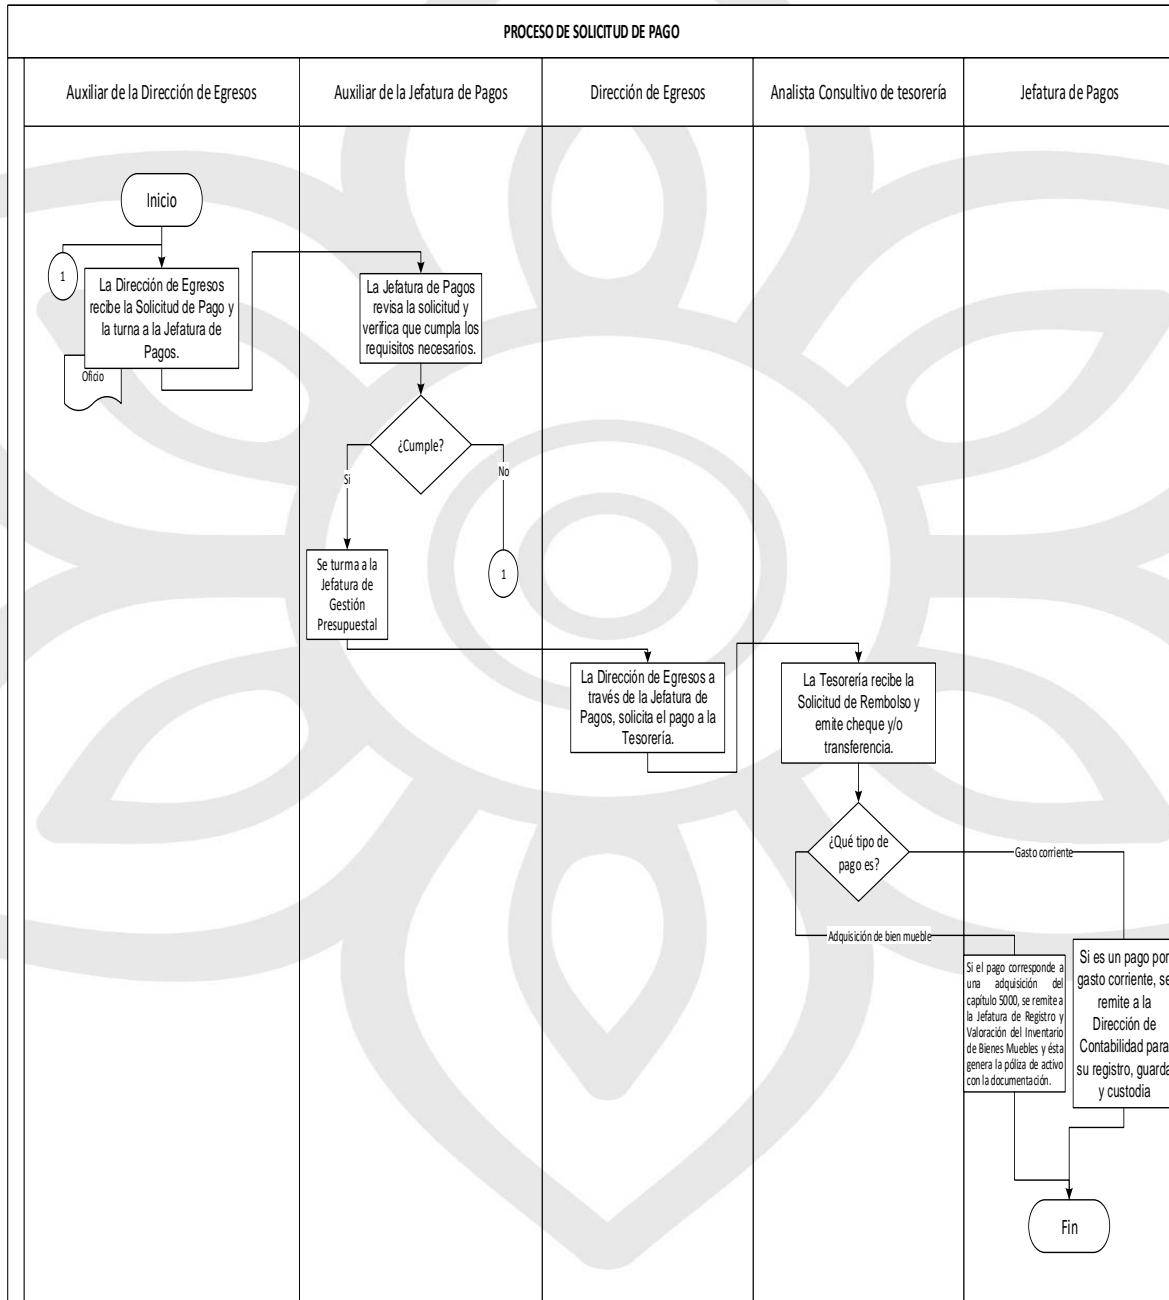 PROCESO DE SOLICITUD DE PAGO
Auxiliar de la Dirección de Egresos
Auxiliar de la Jefatura de Pagos
Dirección de Egresos
Analista Consultivo de tesorería
Jefatura de Pagos
Inicio
1
La Dirección de Egresos
recibe la Solicitud de Pago y
la turna a la Jefatura de
Pagos.
Oficio
La Jefatura de Pagos
revisa la solicitud y
verifica que cumpla los
requisitos necesarios.
¿Cumple?
Si
No
Se turma a la
Jefatura de
Gestión
Presupuestal
1
La Dirección de Egresos a
través de la Jefatura de
Pagos, solicita el pago a la
Tesorería.
La Tesorería recibe la
Solicitud de Rembolso y
emite cheque y/o
transferencia.
¿Qué tipo de
pago es?
Gasto corriente
Adquisición de bien mueble
Si el pago corresponde a
una adquisición del
capítulo 5000, se remite a
la Jefatura de Registro y
Valoración del Inventario
de Bienes Muebles y ésta
genera la póliza de activo
con la documentación.
Si es un pago por
gasto corriente, se
remite a la
Dirección de
Contabilidad para
su registro, guarda
y custodia
Fin